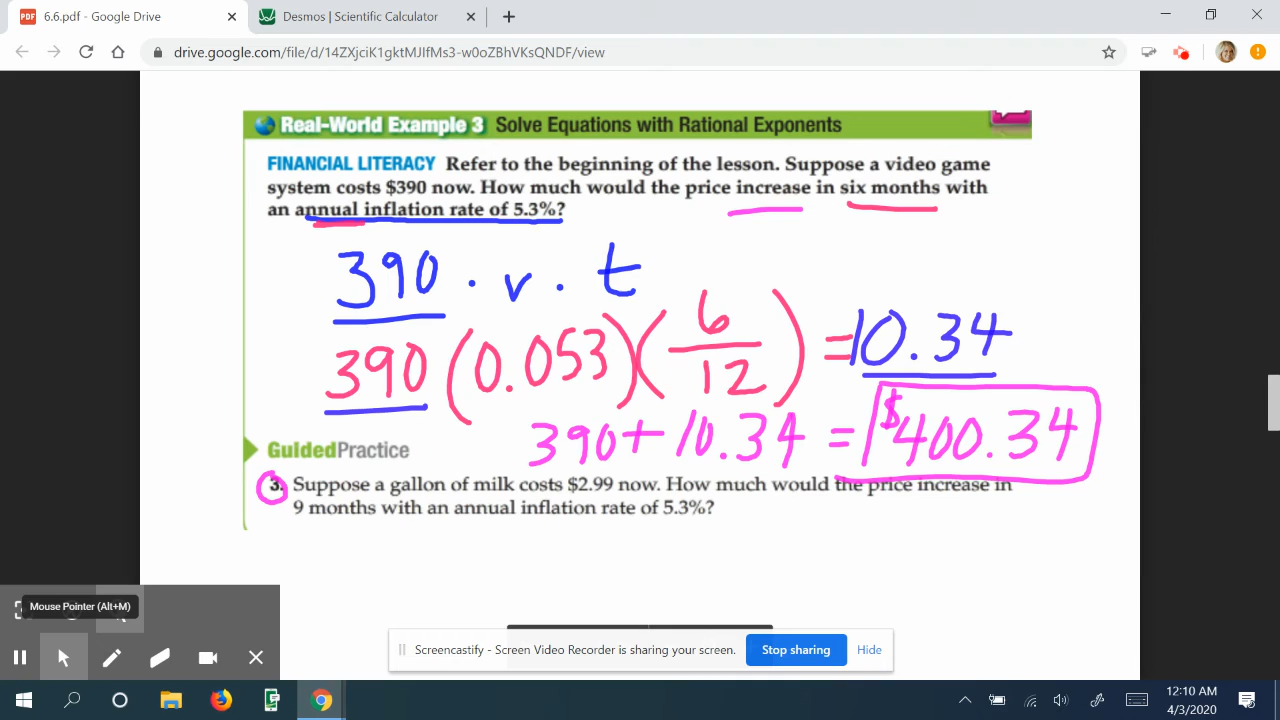 6.6.pdf - Google Drive
Desmos | Scientific Calculator
drive.google.com/file/d/14ZXjciK1gktMJIfMs3-w0oZBhVKsQNDF/view
Real-World Example 3 Solve Equations with Rational Exponents
FINANCIAL LITERACY Refer to the beginning of the lesson. Suppose a video game
system costs $390 now. How much would the price increase in six months with
an annual inflation rate of 5.3%?
390 · r · t
390 (0.053)(6/12) = 10.34
390 + 10.34 = $400.34
GuidedPractice
3. Suppose a gallon of milk costs $2.99 now. How much would the price increase in
9 months with an annual inflation rate of 5.3%?
Mouse Pointer (Alt+M)
Screencastify - Screen Video Recorder is sharing your screen.
Stop sharing
Hide
12:10 AM
4/3/2020